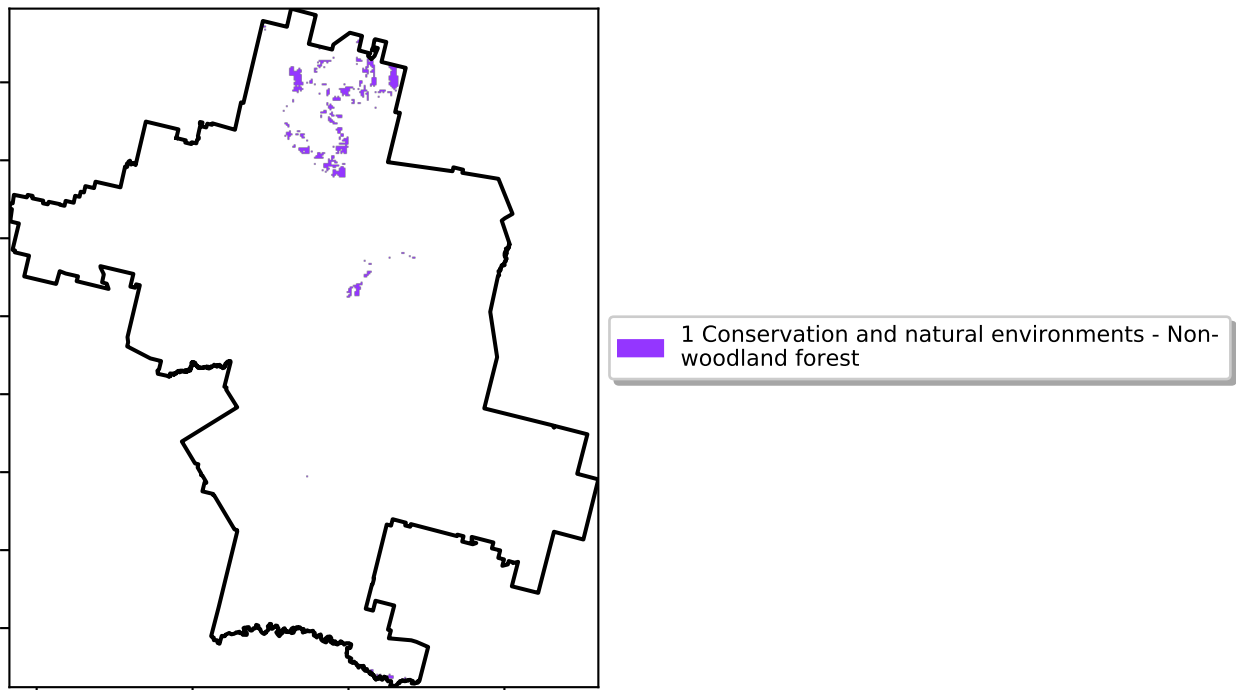 1 Conservation and natural environments - Non-
woodland forest